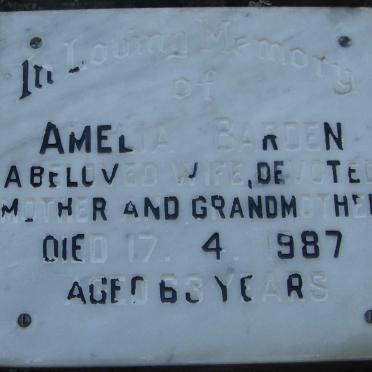 In Loving Memory
of
AMELIA BARDEN
A BELOVED WIFE, DEVOTED
MOTHER AND GRANDMOTHER
DIED 17. 4. 1987
AGED 63 YEARS